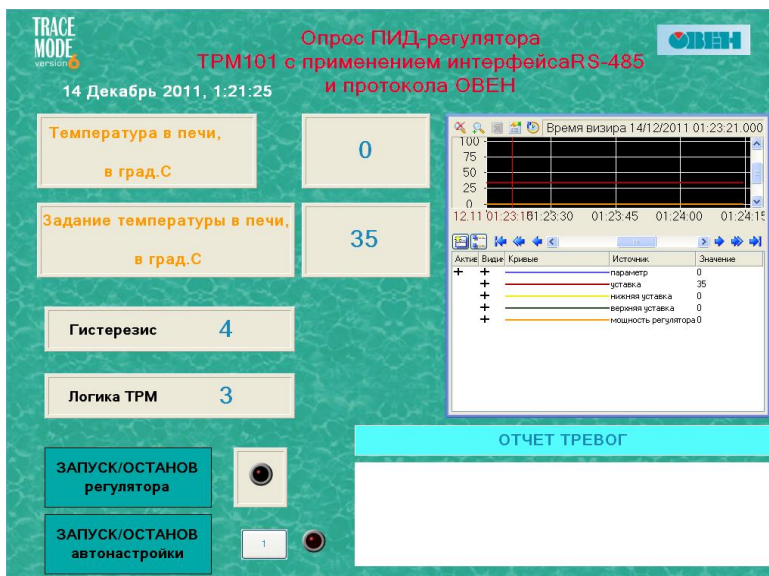 TRACE
MODE
version 6
Опрос ПИД-регулятора
ТРМ101 с применением интерфейсаRS-485
и протокола ОВЕН
ОВЕН
14 Декабрь 2011, 1:21:25
Температура в печи,
в град.С
0
Задание температуры в печи,
в град.С
35
Гистерезис 4
Логика ТРМ 3
ЗАПУСК/ОСТАНОВ
регулятора
ЗАПУСК/ОСТАНОВ
автонастройки
1
Время визира 14/12/2011 01:23:21.000
100
75
50
25
0
12.11 01:23:16 01:23:30 01:23:45 01:24:00 01:24:15
Актив Видим Кривые Источник Значение
параметр 0
уставка 35
нижняя уставка 0
верхняя уставка 0
мощность регулятора 0
ОТЧЕТ ТРЕВОГ